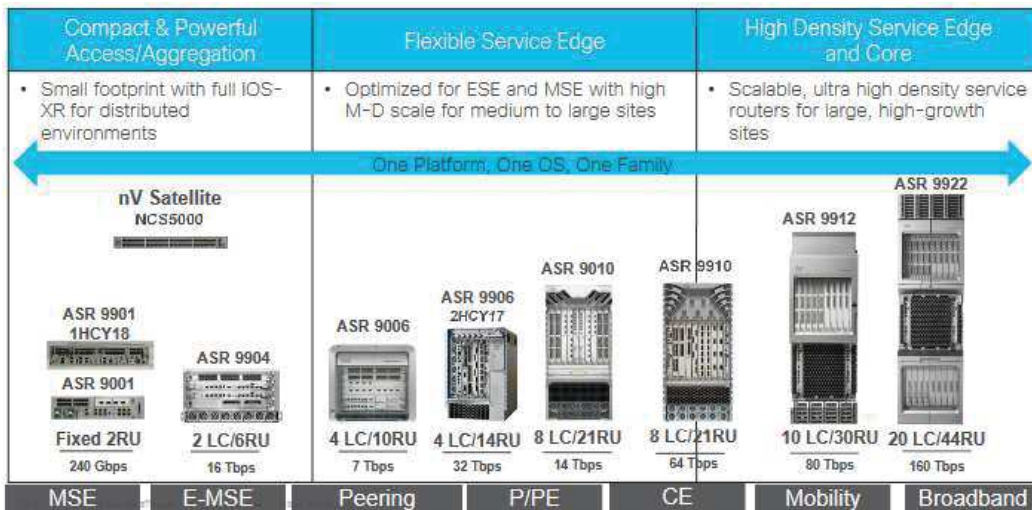 Compact & Powerful
Access/Aggregation
Flexible Service Edge
High Density Service Edge
and Core
• Small footprint with full IOS-
XR for distributed
environments
• Optimized for ESE and MSE with high
M-D scale for medium to large sites
• Scalable, ultra high density service
routers for large, high-growth
sites
One Platform, One OS, One Family
nV Satellite
NCS5000
ASR 9901
1HCY18
ASR 9001
Fixed 2RU
240 Gbps
ASR 9904
2 LC/6RU
16 Tbps
ASR 9006
4 LC/10RU
7 Tbps
ASR 9906
2HCY17
4 LC/14RU
32 Tbps
ASR 9010
8 LC/21RU
14 Tbps
ASR 9910
8 LC/21RU
64 Tbps
ASR 9912
10 LC/30RU
80 Tbps
ASR 9922
20 LC/44RU
160 Tbps
MSE
E-MSE
Peering
P/PE
CE
Mobility
Broadband